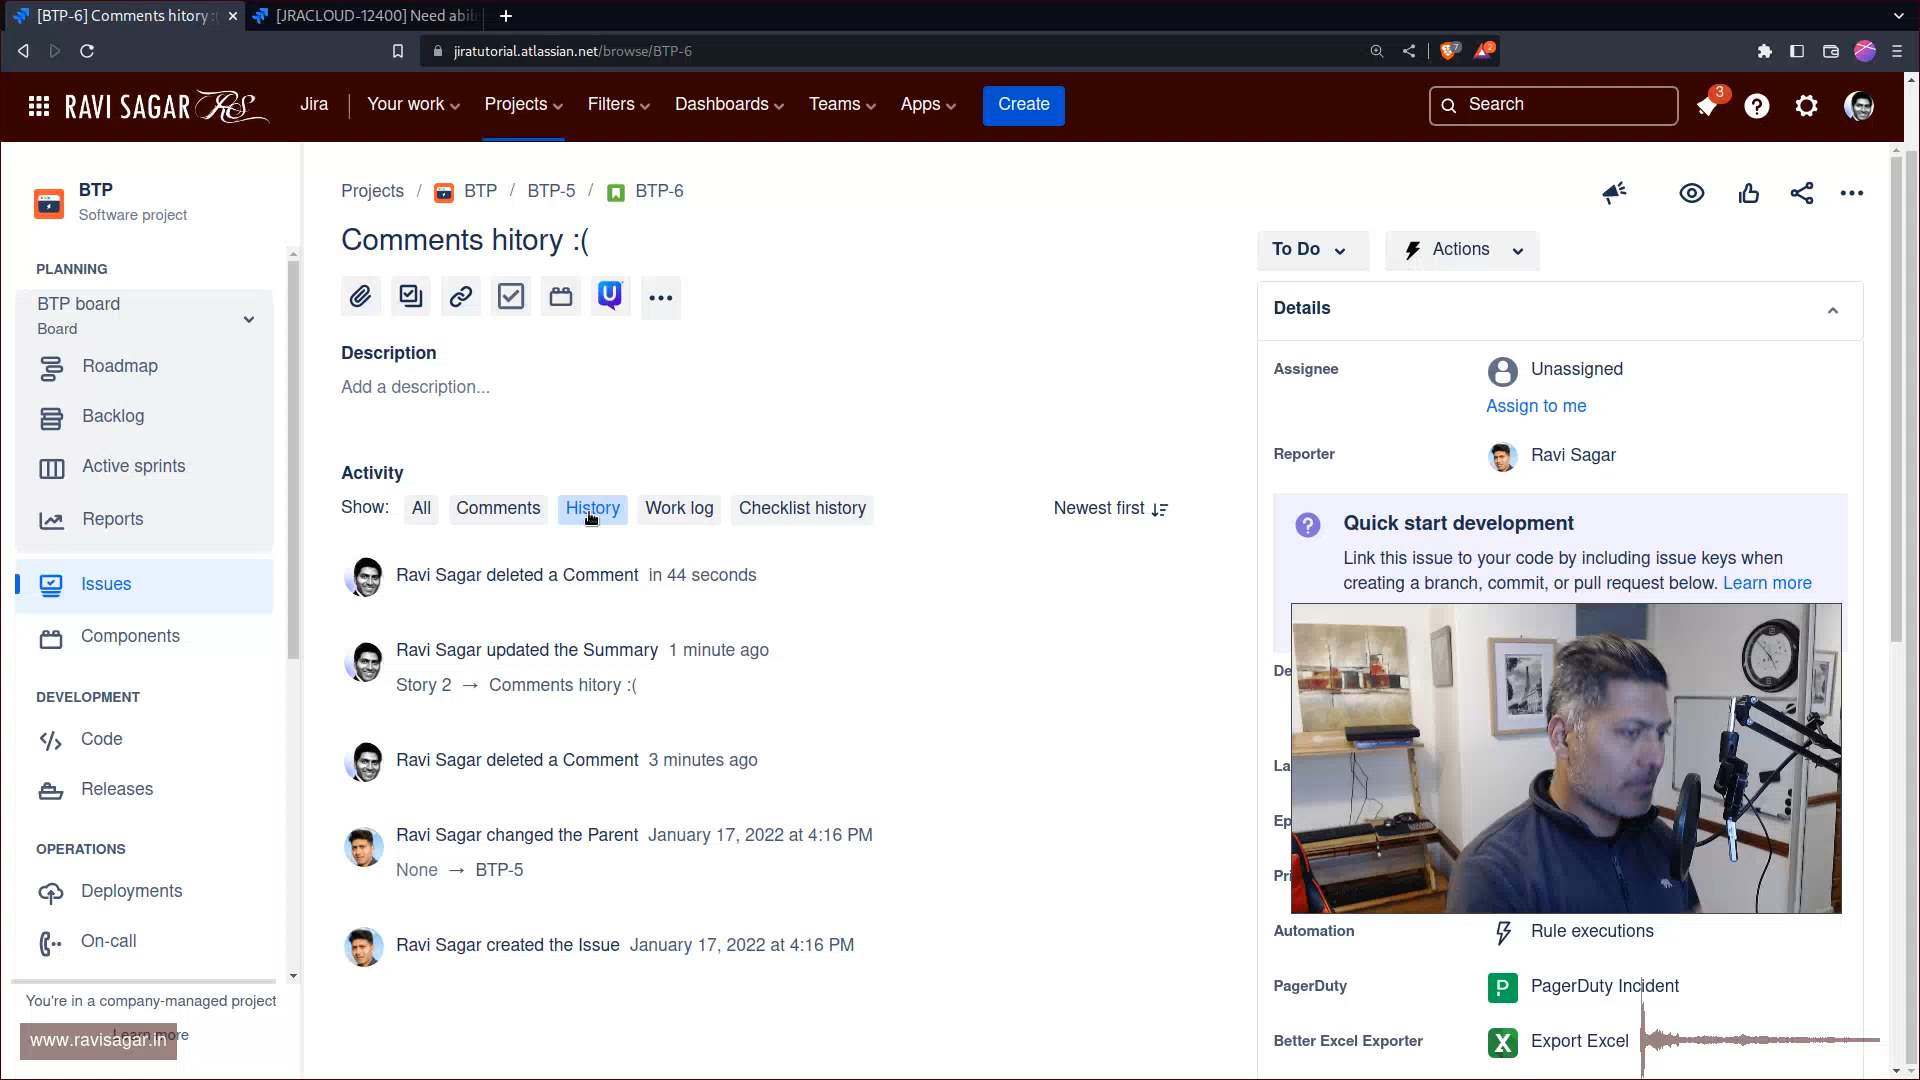 [BTP-6] Comments hitory :(
[JRACLOUD-12400] Need abil
jiratutorial.atlassian.net/browse/BTP-6
7
2
RAVI SAGAR RS
Jira
Your work
Projects
Filters
Dashboards
Teams
Apps
Create
Search
3
BTP
Software project
PLANNING
BTP board
Board
Roadmap
Backlog
Active sprints
Reports
Issues
Components
DEVELOPMENT
Code
Releases
OPERATIONS
Deployments
On-call
You're in a company-managed project
Learn more
www.ravisagar.in
Projects / BTP / BTP-5 / BTP-6
Comments hitory :(
Description
Add a description...
Activity
Show: All Comments History Work log Checklist history Newest first
Ravi Sagar deleted a Comment in 44 seconds
Ravi Sagar updated the Summary 1 minute ago
Story 2 → Comments hitory :(
Ravi Sagar deleted a Comment 3 minutes ago
Ravi Sagar changed the Parent January 17, 2022 at 4:16 PM
None → BTP-5
Ravi Sagar created the Issue January 17, 2022 at 4:16 PM
To Do
Actions
Details
Assignee Unassigned
Assign to me
Reporter Ravi Sagar
Quick start development
Link this issue to your code by including issue keys when
creating a branch, commit, or pull request below. Learn more
De
La
Ep
Pri
Automation Rule executions
PagerDuty PagerDuty Incident
Better Excel Exporter Export Excel